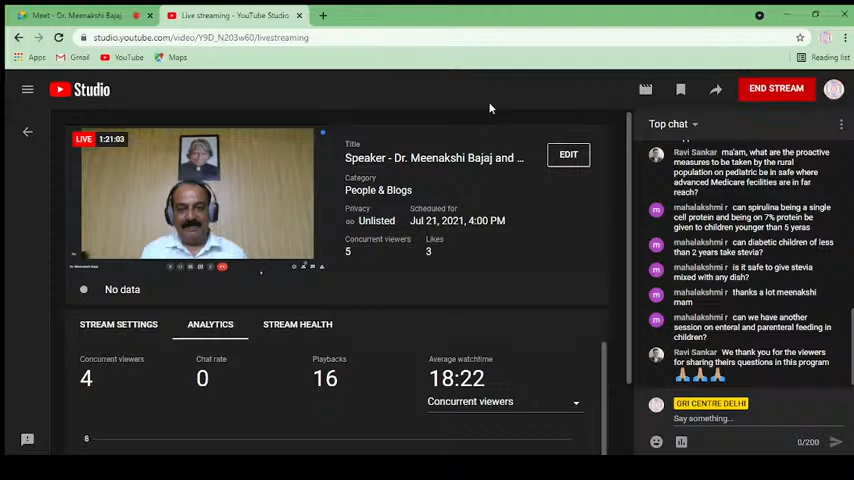 Meet - Dr. Meenakshi Bajaj
Live streaming - YouTube Studio
studio.youtube.com/video/Y9D_N203w60/livestreaming
Apps
Gmail
YouTube
Maps
Reading list
Studio
END STREAM
LIVE 1:21:03
Title
Speaker - Dr. Meenakshi Bajaj and ...
EDIT
Category
People & Blogs
Privacy
Unlisted
Scheduled for
Jul 21, 2021, 4:00 PM
Concurrent viewers
5
Likes
3
No data
STREAM SETTINGS
ANALYTICS
STREAM HEALTH
Concurrent viewers
4
Chat rate
0
Playbacks
16
Average watchtime
18:22
Concurrent viewers
8
Top chat
Ravi Sankar ma'am, what are the proactive
measures to be taken by the rural
population on pediatric be in safe where
advanced Medicare fecilities are in far
reach?
mahalakshmi r can spirulina being a single
cell protein and being on 7% protein be
given to children younger than 5 yeras
mahalakshmi r can diabetic children of less
than 2 years take stevia?
mahalakshmi r is it safe to give stevia
mixed with any dish?
mahalakshmi r thanks a lot meenakshi
mam
mahalakshmi r can we have another
session on enteral and parenteral feeding in
children?
Ravi Sankar We thank you for the viewers
for sharing theirs questions in this program
🙏🏽🙏🏽🙏🏽
GRI CENTRE DELHI
Say something...
0/200